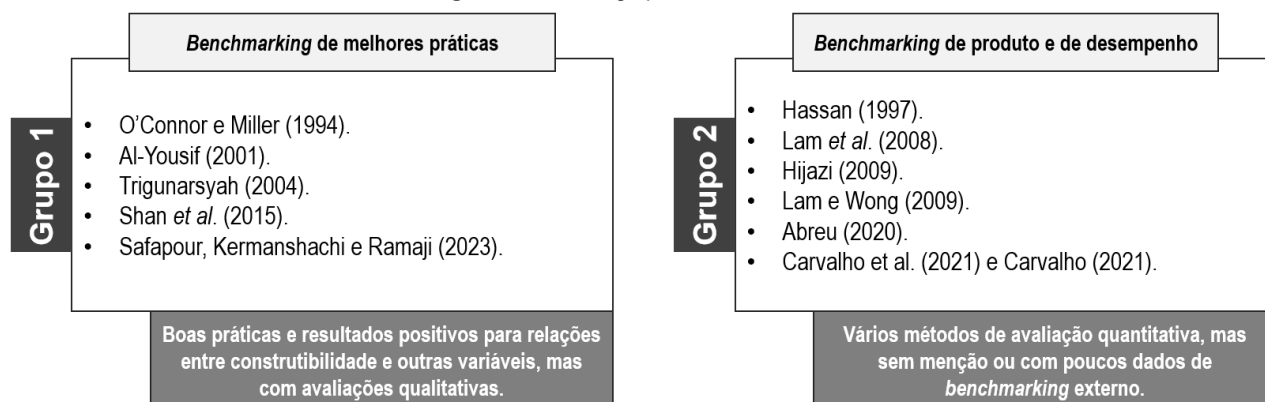 Benchmarking de melhores práticas
Grupo 1
• O’Connor e Miller (1994).
• Al-Yousif (2001).
• Trigunarsyah (2004).
• Shan et al. (2015).
• Safapour, Kermanshachi e Ramaji (2023).
Boas práticas e resultados positivos para relações
entre construtibilidade e outras variáveis, mas
com avaliações qualitativas.
Benchmarking de produto e de desempenho
Grupo 2
• Hassan (1997).
• Lam et al. (2008).
• Hijazi (2009).
• Lam e Wong (2009).
• Abreu (2020).
• Carvalho et al. (2021) e Carvalho (2021).
Vários métodos de avaliação quantitativa, mas
sem menção ou com poucos dados de
benchmarking externo.